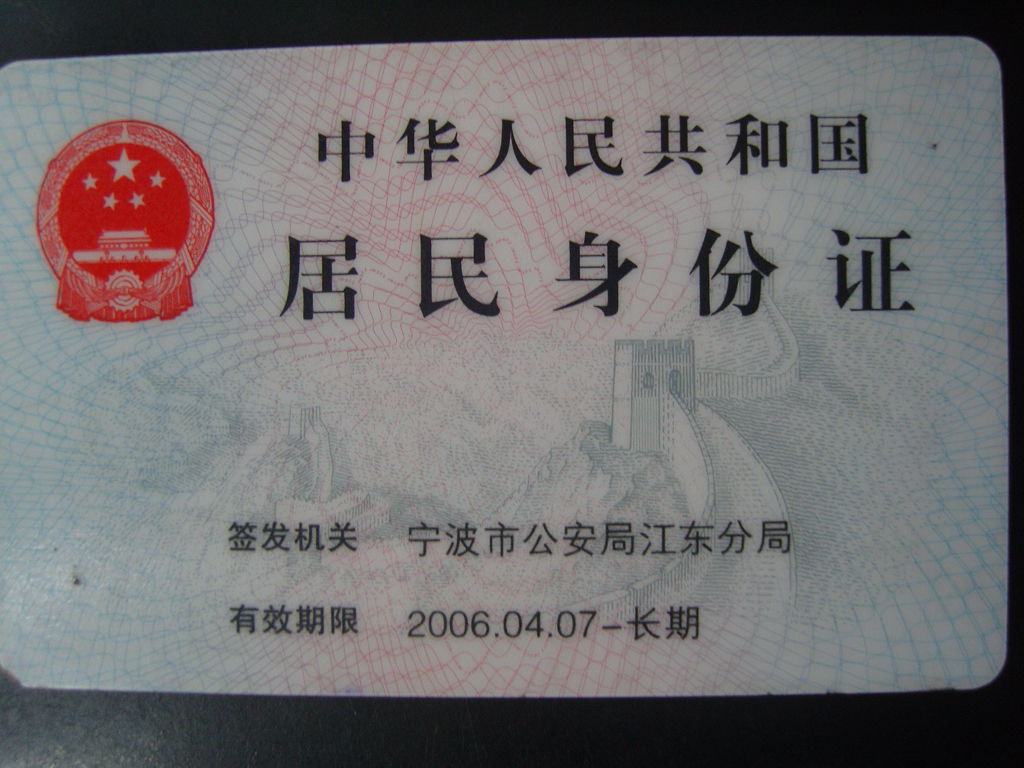 中华人民共和国
居民身份证
签发机关 宁波市公安局江东分局
有效期限 2006.04.07-长期